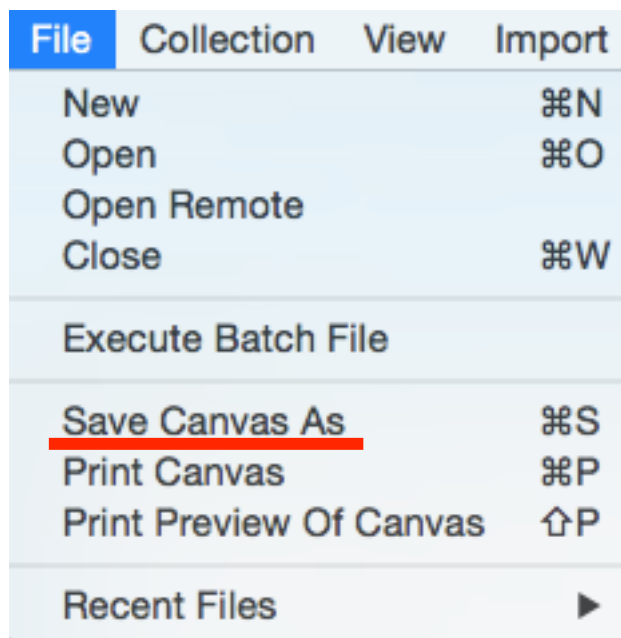 File Collection View Import
New ⌘N
Open ⌘O
Open Remote
Close ⌘W
Execute Batch File
Save Canvas As ⌘S
Print Canvas ⌘P
Print Preview Of Canvas ⇧P
Recent Files ▶